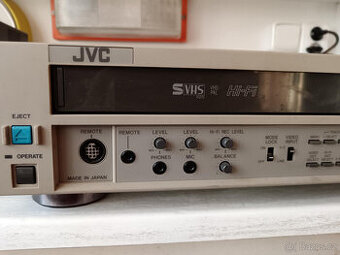 JVC
S VHS
Hi-Fi
EJECT
OPERATE
REMOTE
REMOTE
LEVEL
LEVEL
Hi-Fi REC LEVEL
MODE LOCK
VIDEO INPUT
PHONES
MIC
BALANCE
OFF
MADE IN JAPAN